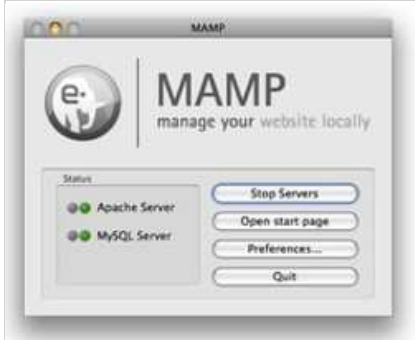 MAMP
e.
MAMP
manage your website locally
Status
Apache Server
MySQL Server
Stop Servers
Open start page
Preferences...
Quit